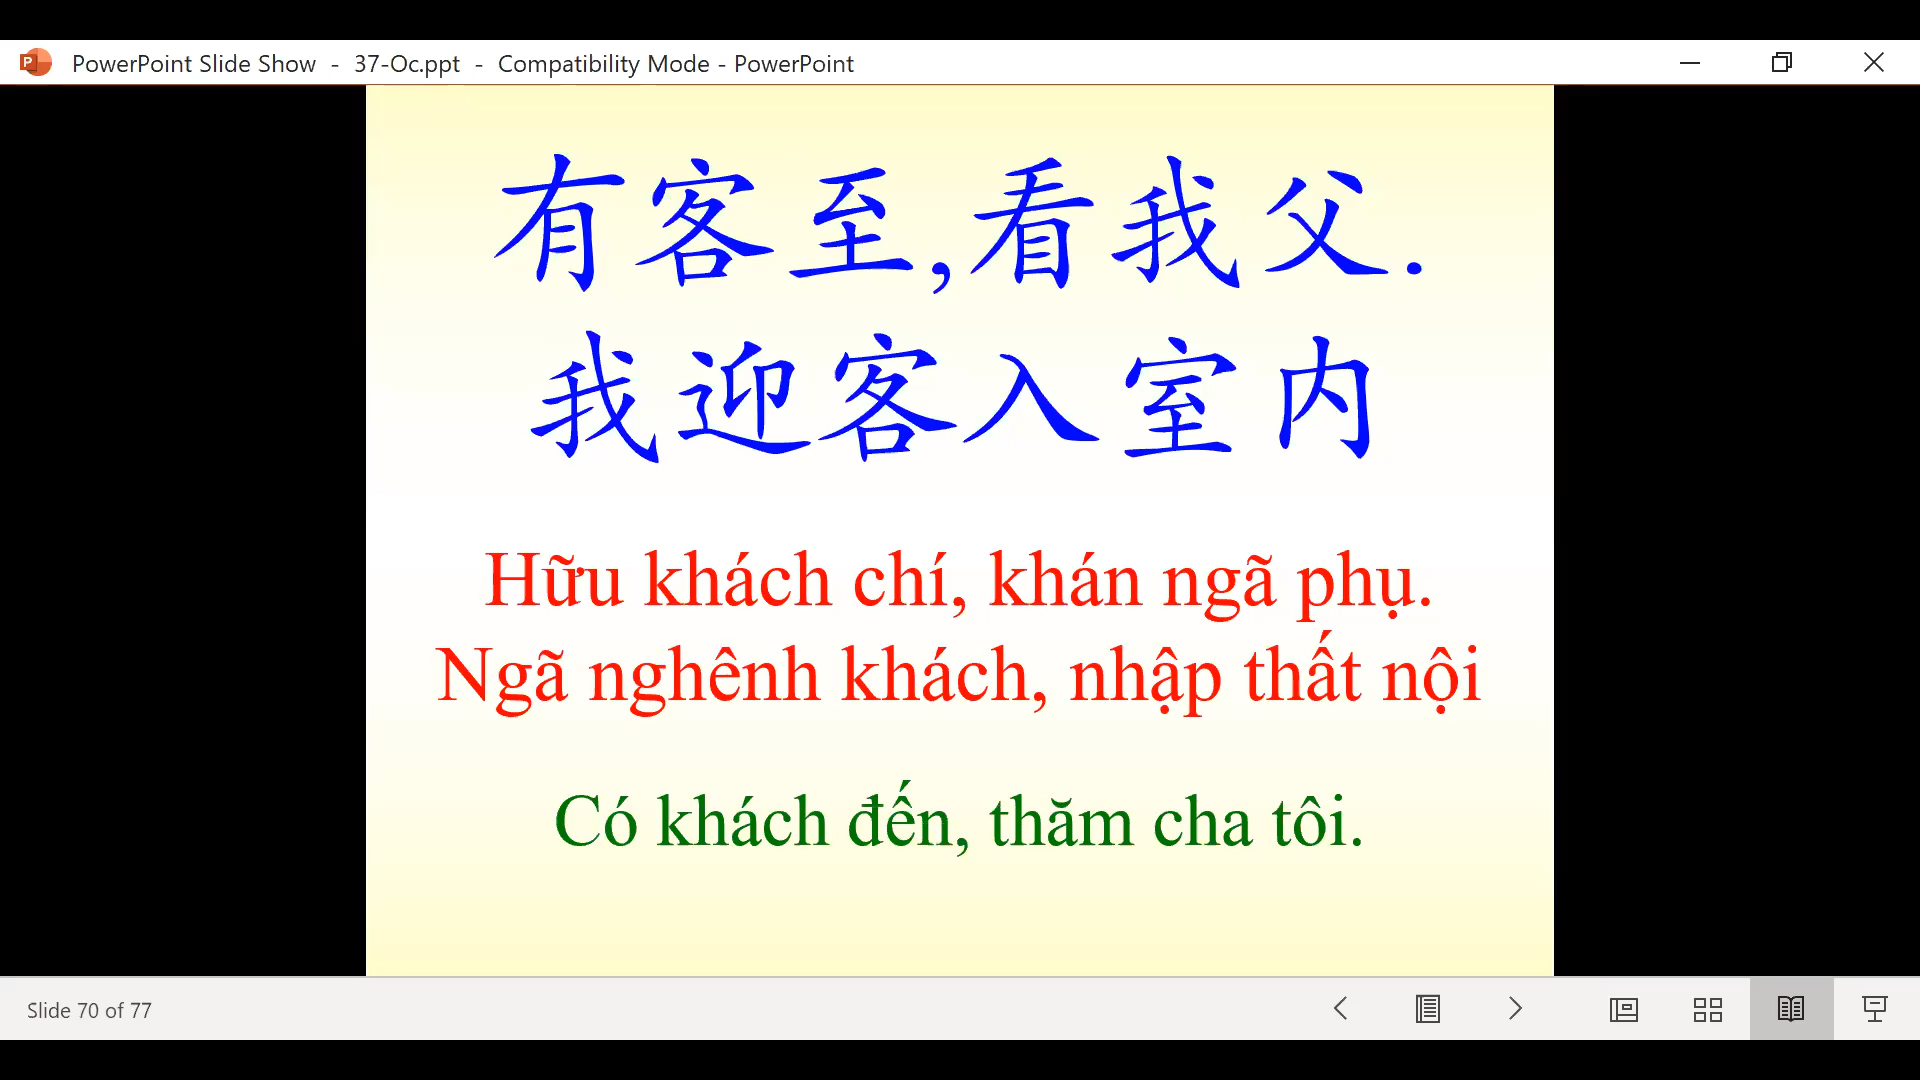 PowerPoint Slide Show - 37-Oc.ppt - Compatibility Mode - PowerPoint
有客至,看我父.
我迎客入室内
Hữu khách chí, khán ngã phụ.
Ngã nghênh khách, nhập thất nội
Có khách đến, thăm cha tôi.
Slide 70 of 77